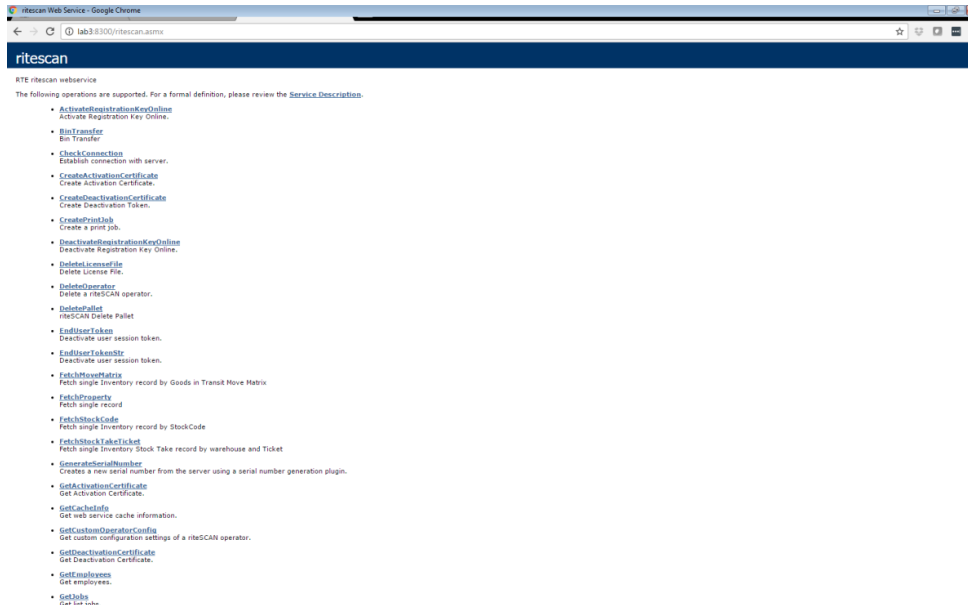 ritescan Web Service - Google Chrome
lab3:8300/ritescan.asmx
ritescan
RTE ritescan webservice
The following operations are supported. For a formal definition, please review the Service Description.
ActivateRegistrationKeyOnline
Activate Registration Key Online.
BinTransfer
Bin Transfer
CheckConnection
Establish connection with server.
CreateActivationCertificate
Create Activation Certificate.
CreateDeactivationCertificate
Create Deactivation Token.
CreatePrintJob
Create a print job.
DeactivateRegistrationKeyOnline
Deactivate Registration Key Online.
DeleteLicenseFile
Delete License File.
DeleteOperator
Delete a riteSCAN operator.
DeletePallet
riteSCAN Delete Pallet
EndUserToken
Deactivate user session token.
EndUserTokenStr
Deactivate user session token.
FetchMoveMatrix
Fetch single Inventory record by Goods in Transit Move Matrix
FetchProperty
Fetch single record
FetchStockCode
Fetch single Inventory record by StockCode
FetchStockTakeTicket
Fetch single Inventory Stock Take record by warehouse and Ticket
GenerateSerialNumber
Creates a new serial number from the server using a serial number generation plugin.
GetActivationCertificate
Get Activation Certificate.
GetCacheInfo
Get web service cache information.
GetCustomOperatorConfig
Get custom configuration settings of a riteSCAN operator.
GetDeactivationCertificate
Get Deactivation Certificate.
GetEmployees
Get employees.
GetJobs
Get list jobs